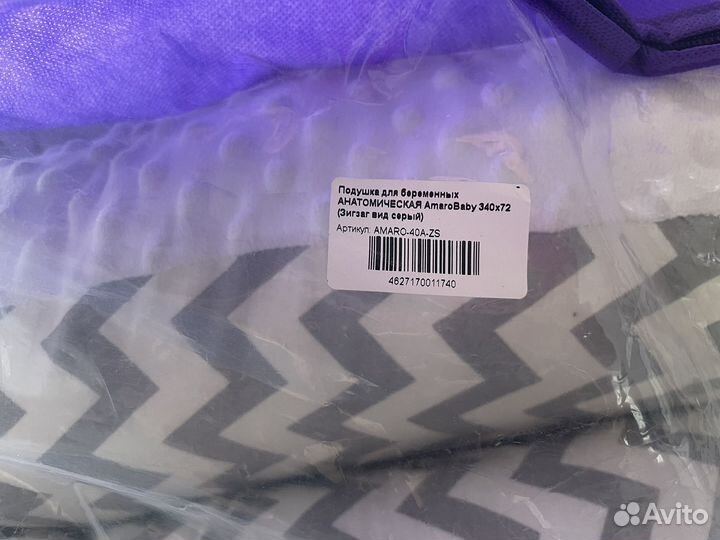 Подушка для беременных
АНАТОМИЧЕСКАЯ AmaroBaby 340х72
(Зигзаг вид серый)
Артикул: AMARO-40A-ZS
4627170011740
Avito